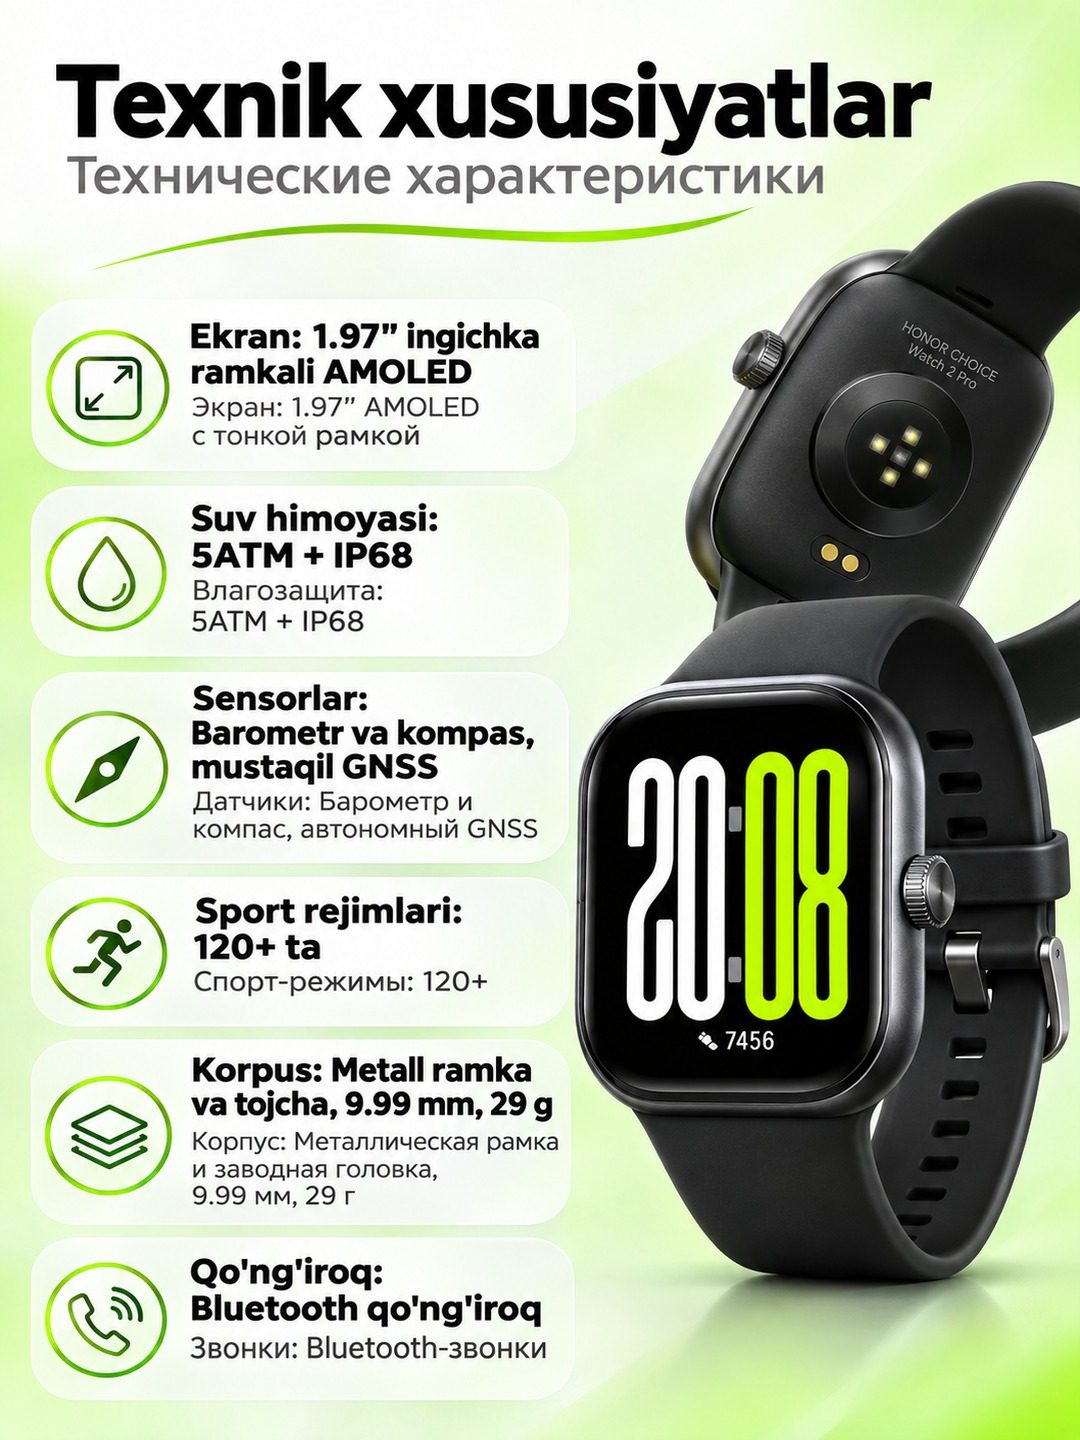 Texnik xususiyatlar
Технические характеристики
HONOR CHOICE
Watch 2 Pro
Ekran: 1.97" ingichka
ramkali AMOLED
Экран: 1.97" AMOLED
с тонкой рамкой
Suv himoyasi:
5ATM + IP68
Влагозащита:
5ATM + IP68
Sensorlar:
Barometr va kompas,
mustaqil GNSS
Датчики: Барометр и
компас, автономный GNSS
Sport rejimlari:
120+ ta
Спорт-режимы: 120+
20:08
7456
Korpus: Metall ramka
va tojcha, 9.99 mm, 29 g
Корпус: Металлическая рамка
и заводная головка,
9.99 мм, 29 г
Qo'ng'iroq:
Bluetooth qo'ng'iroq
Звонки: Bluetooth-звонки